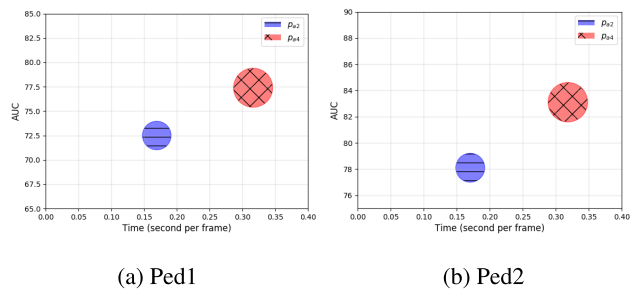 85.0
82.5
80.0
77.5
75.0
72.5
70.0
67.5
65.0
AUC
0.00 0.05 0.10 0.15 0.20 0.25 0.30 0.35 0.40
Time (second per frame)
p_{a2}
p_{a4}
(a) Ped1
90
88
86
84
82
80
78
76
AUC
0.00 0.05 0.10 0.15 0.20 0.25 0.30 0.35 0.40
Time (second per frame)
p_{a2}
p_{a4}
(b) Ped2